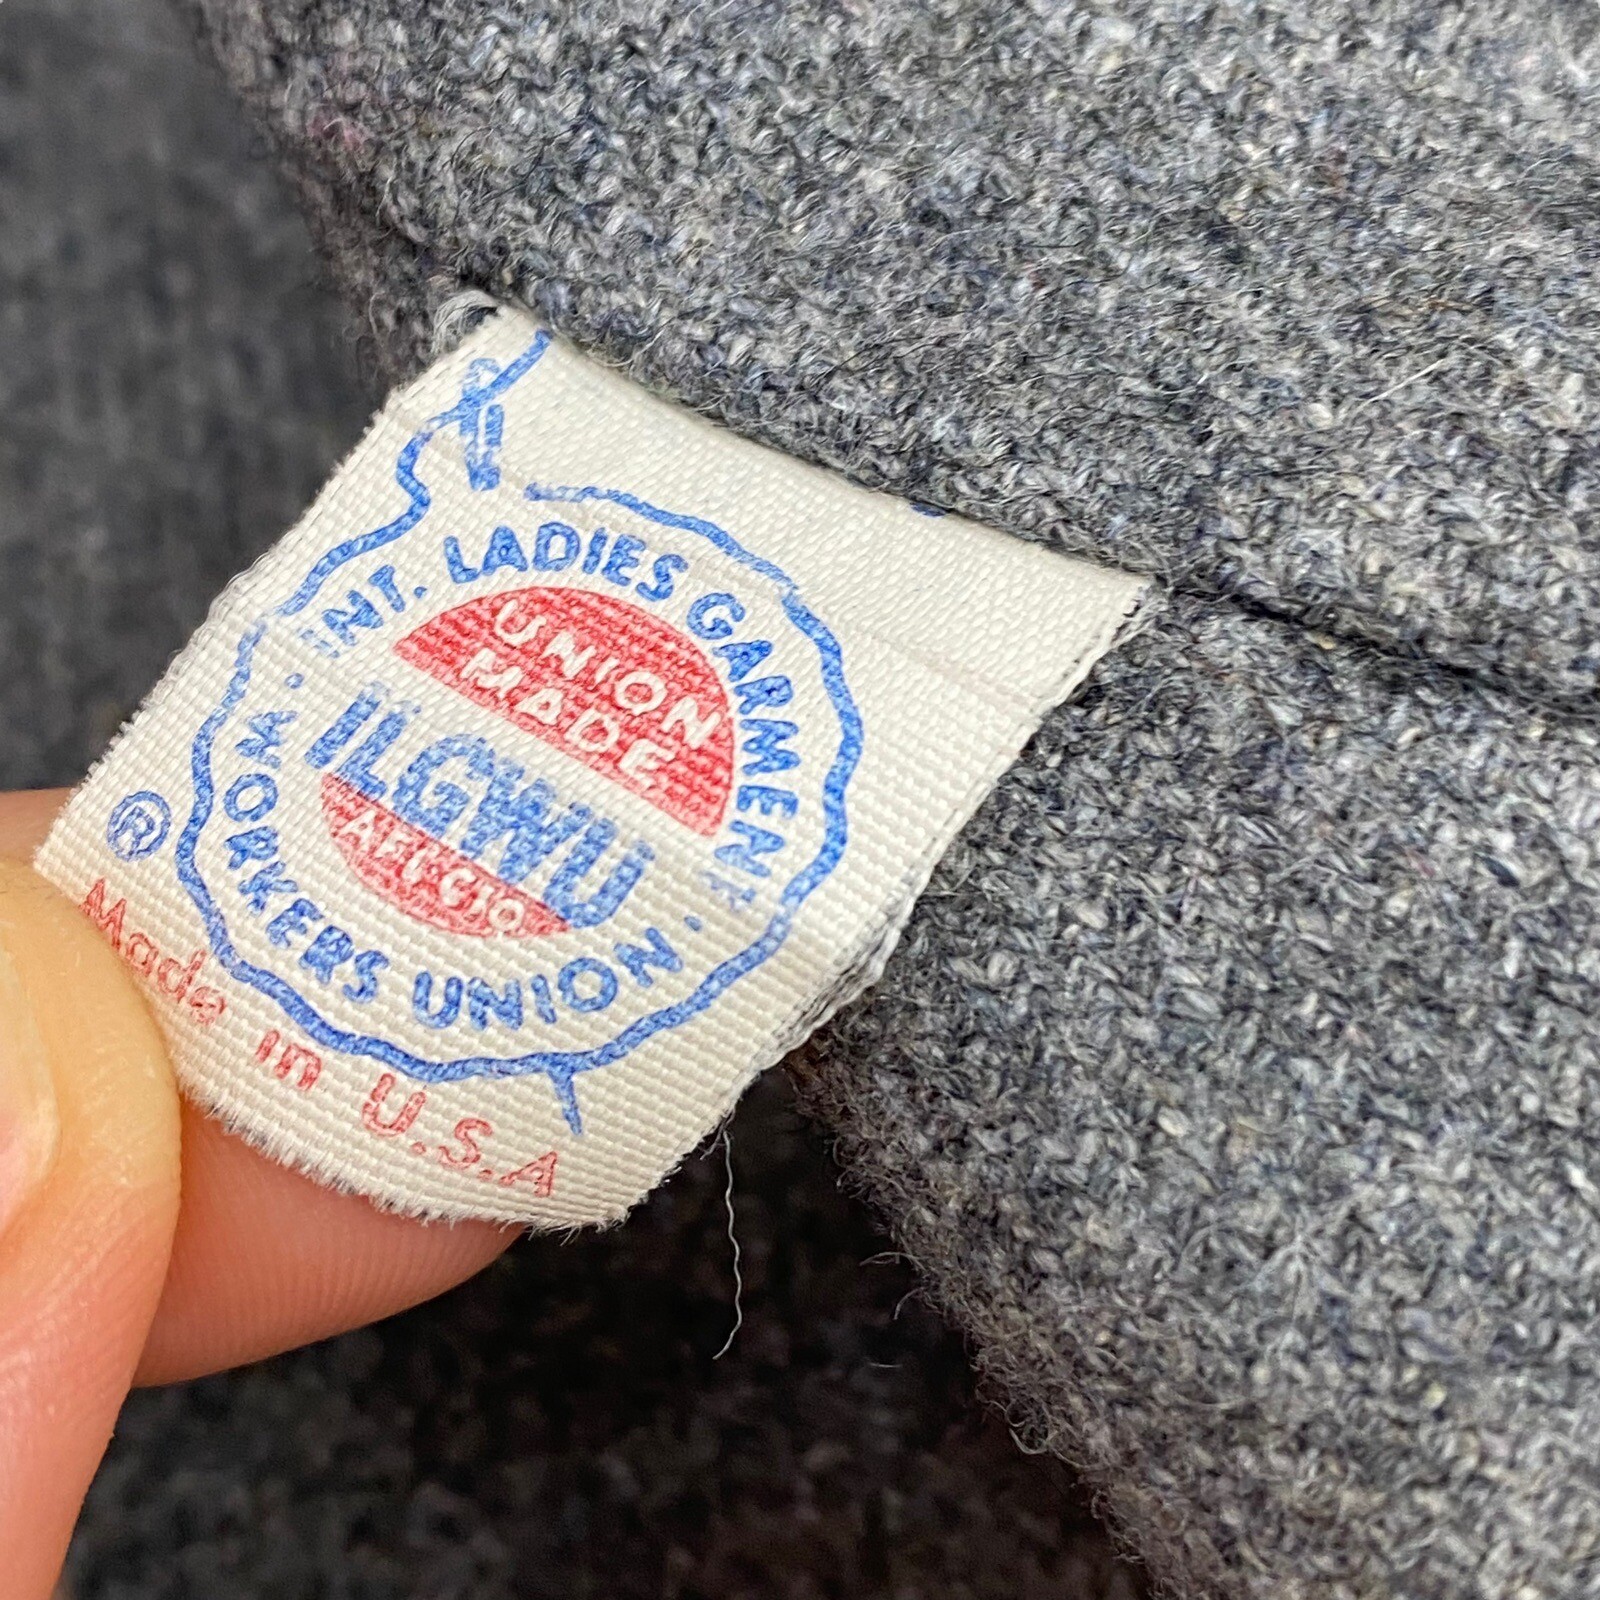 INT. LADIES GARMENT
UNION
MADE
ILGWU
AFL·CIO
· WORKERS UNION ·
®
Made in U.S.A